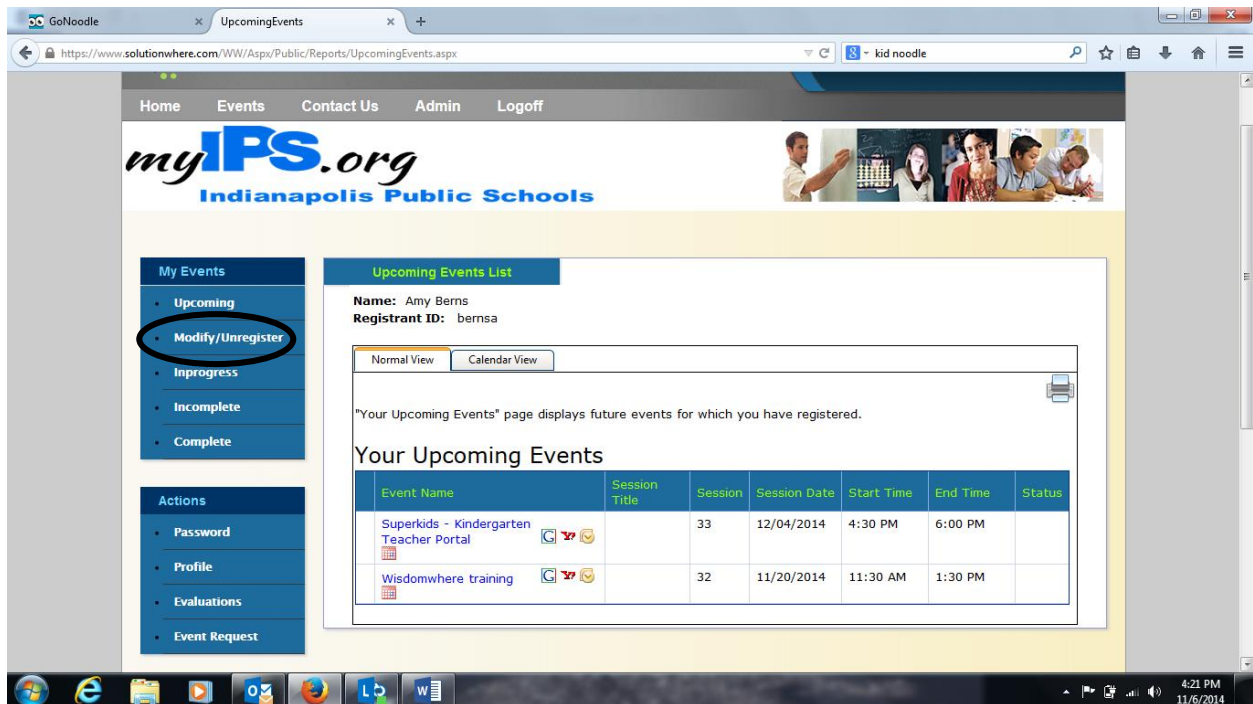 GoNoodle
UpcomingEvents
https://www.solutionwhere.com/WW/Aspx/Public/Reports/UpcomingEvents.aspx
kid noodle
Home Events Contact Us Admin Logoff
myIPS.org
Indianapolis Public Schools
My Events
Upcoming
Modify/Unregister
Inprogress
Incomplete
Complete
Actions
Password
Profile
Evaluations
Event Request
Upcoming Events List
Name: Amy Berns
Registrant ID: bernsa
Normal View Calendar View
"Your Upcoming Events" page displays future events for which you have registered.
Your Upcoming Events
Event Name Session Title Session Session Date Start Time End Time Status
Superkids - Kindergarten Teacher Portal 33 12/04/2014 4:30 PM 6:00 PM
Wisdomwhere training 32 11/20/2014 11:30 AM 1:30 PM
4:21 PM
11/6/2014